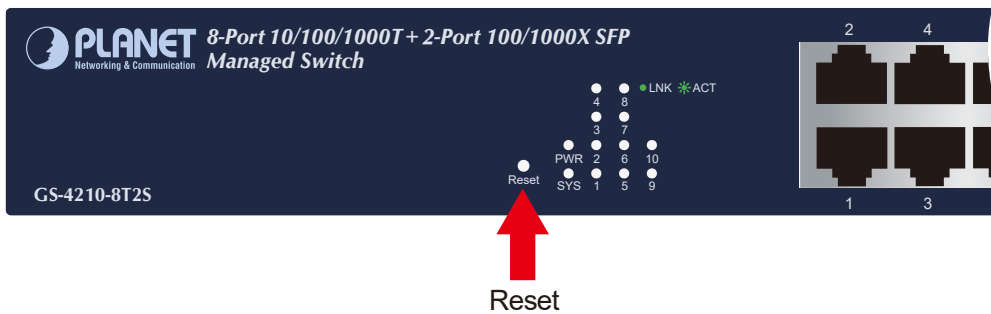 PLANET
Networking & Communication
8-Port 10/100/1000T + 2-Port 100/1000X SFP
Managed Switch
2 4
LNK ACT
4 8
3 7
PWR 2 6 10
Reset
SYS 1 5 9
GS-4210-8T2S
1 3
Reset